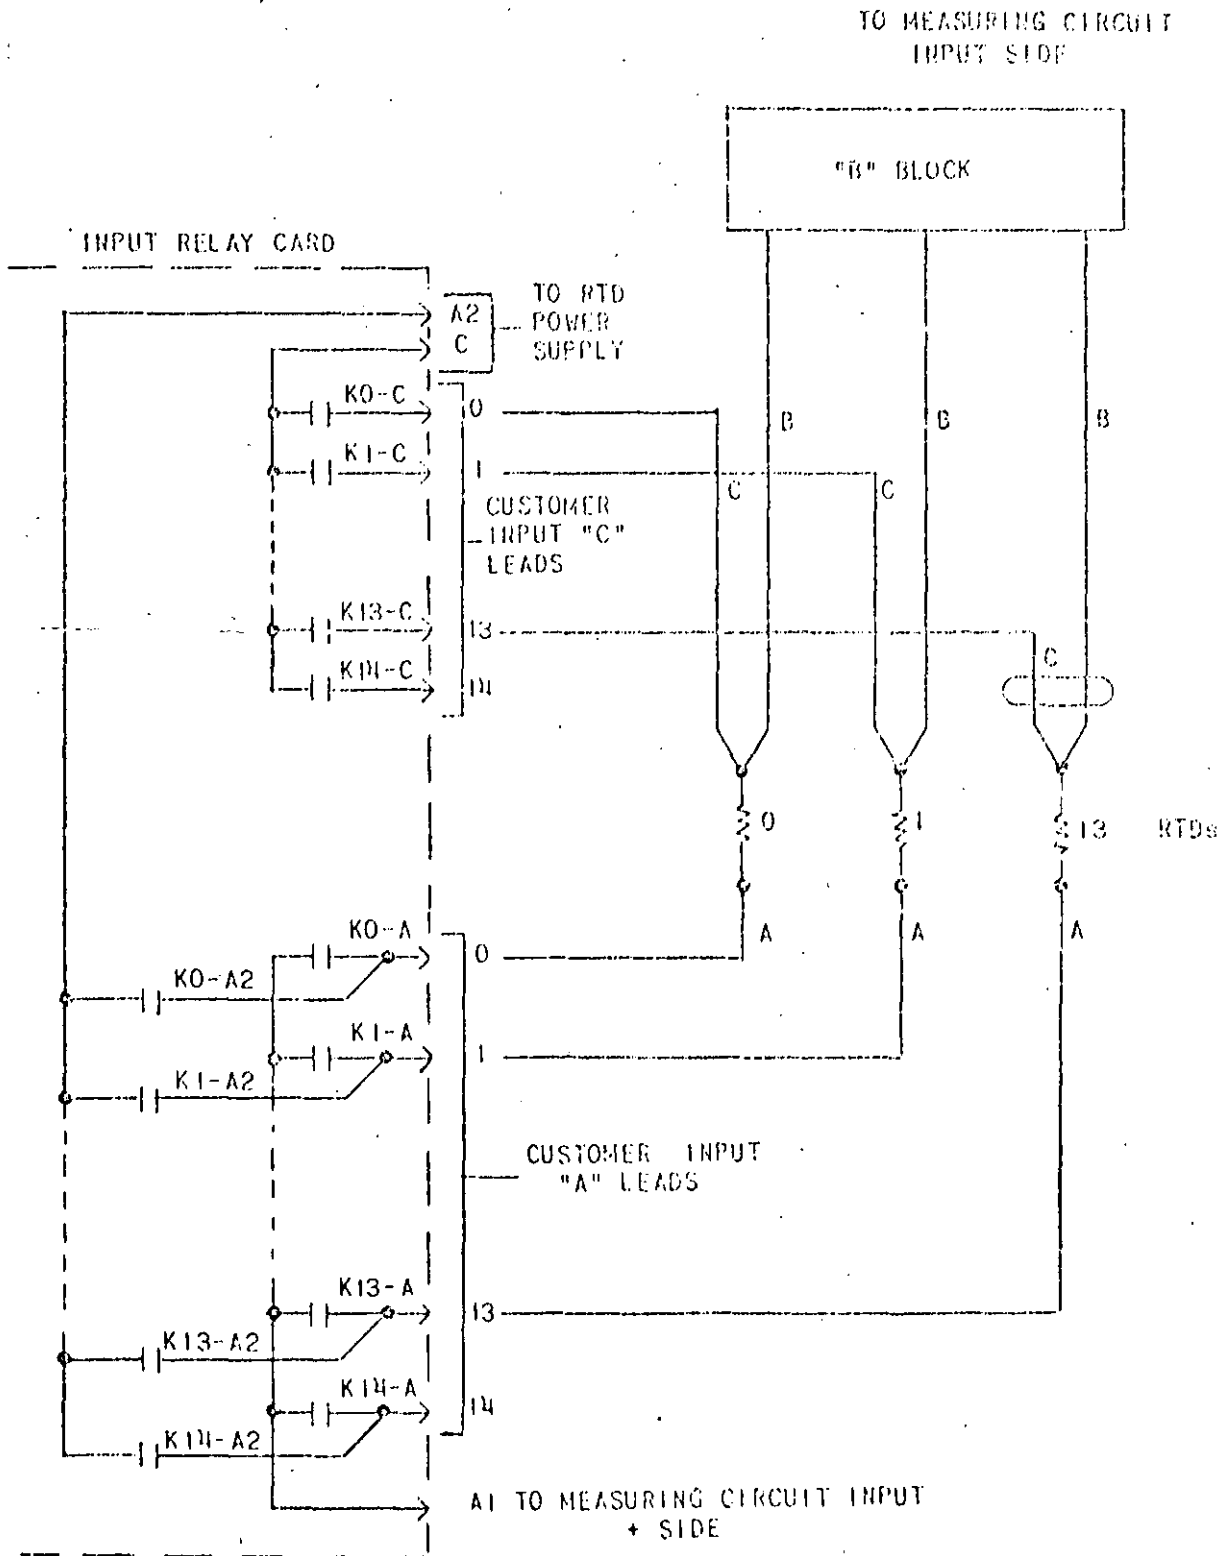 TO MEASURING CIRCUIT
INPUT SIDE
"B" BLOCK
INPUT RELAY CARD
A2
C
TO RTD
POWER
SUPPLY
K0-C
0
K1-C
1
B
B
B
C
C
CUSTOMER
INPUT "C"
LEADS
K13-C
13
C
K14-C
14
0
1
13
RTDs
K0-A
0
A
A
A
K0-A2
K1-A
1
K1-A2
CUSTOMER INPUT
"A" LEADS
K13-A
13
K13-A2
K14-A
14
K14-A2
A1 TO MEASURING CIRCUIT INPUT
+ SIDE